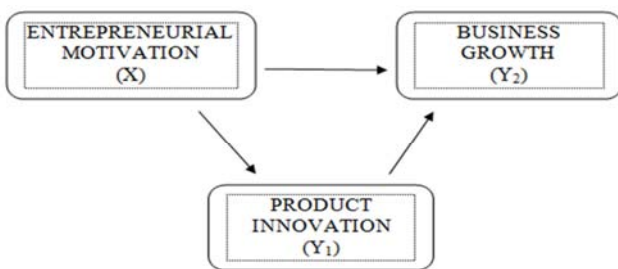 ENTREPRENEURIAL
MOTIVATION
(X)
BUSINESS
GROWTH
(Y₂)
PRODUCT
INNOVATION
(Y₁)